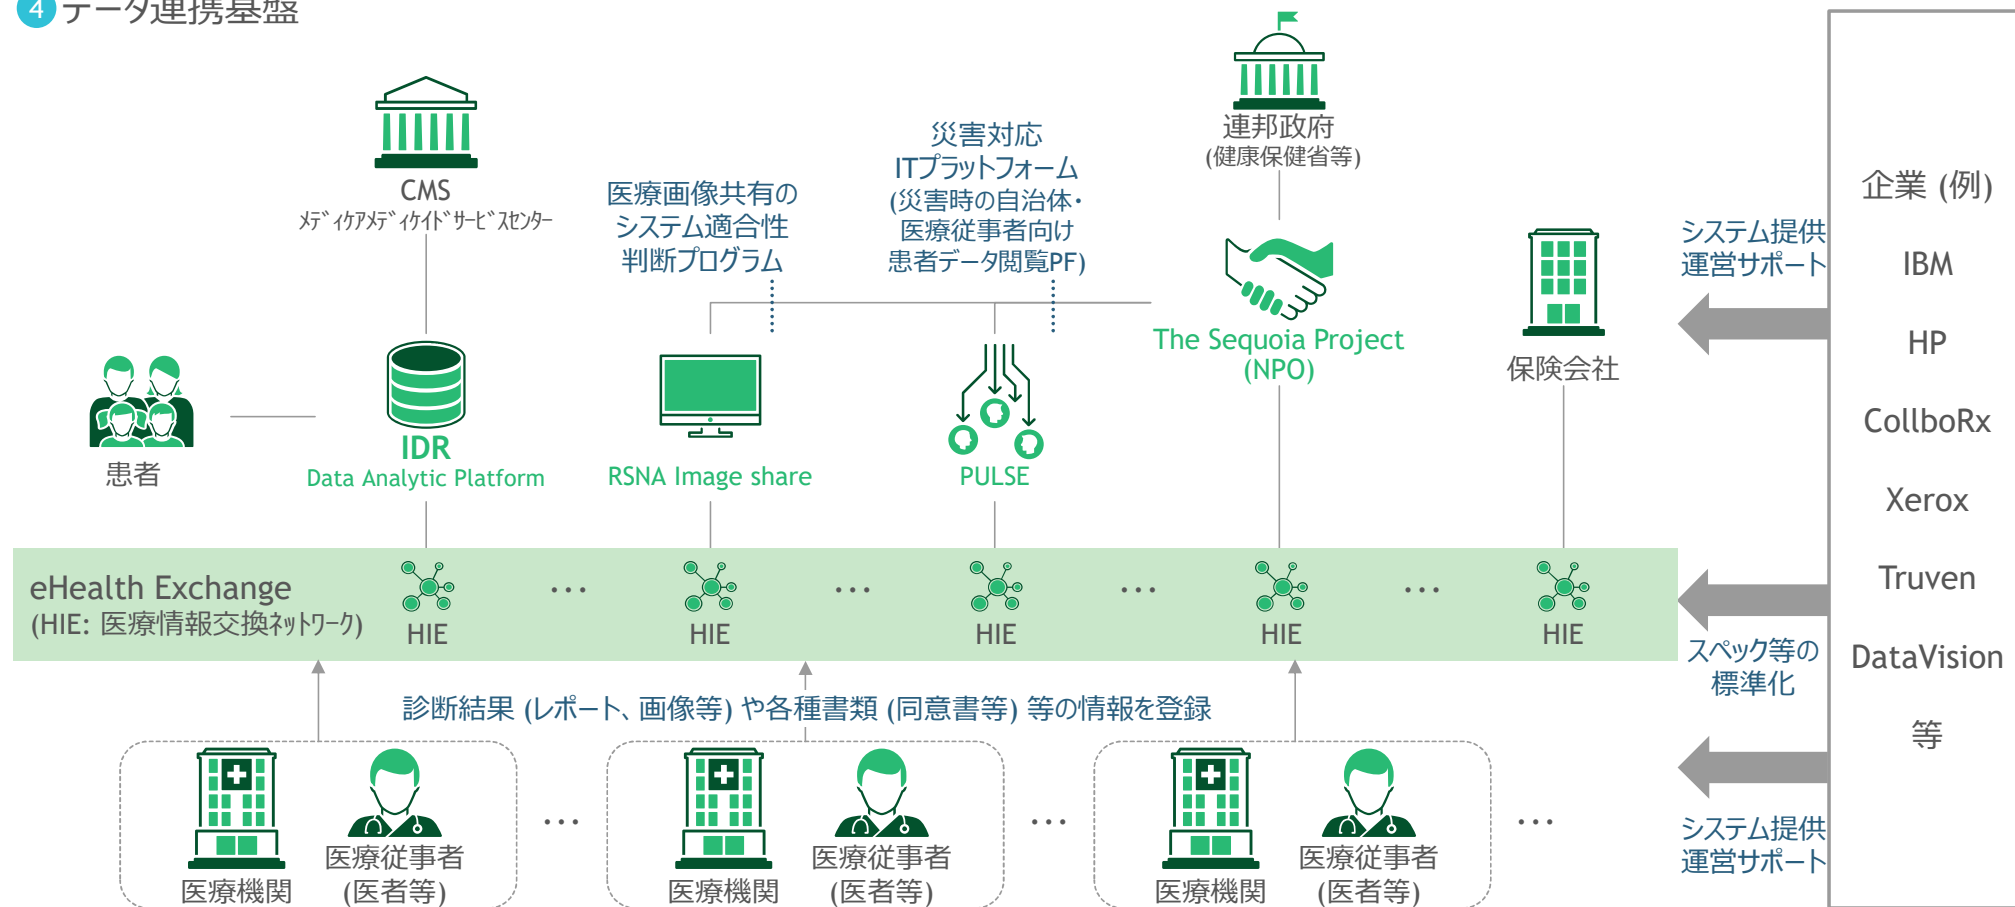 4 データ連携基盤
CMS
ﾒﾃﾞｨｹｱﾒﾃﾞｨｹｲﾄﾞｻｰﾋﾞｽｾﾝﾀｰ
医療画像共有の
システム適合性
判断プログラム
災害対応
ITプラットフォーム
(災害時の自治体・
医療従事者向け
患者データ閲覧PF)
連邦政府
(健康保健省等)
The Sequoia Project
(NPO)
保険会社
患者
IDR
Data Analytic Platform
RSNA Image share
PULSE
eHealth Exchange
(HIE: 医療情報交換ﾈｯﾄﾜｰｸ)
HIE
…
HIE
…
HIE
…
HIE
…
HIE
診断結果 (レポート、画像等) や各種書類 (同意書等) 等の情報を登録
医療機関
医療従事者
(医者等)
…
医療機関
医療従事者
(医者等)
…
医療機関
医療従事者
(医者等)
…
システム提供
運営サポート
スペック等の
標準化
システム提供
運営サポート
企業 (例)
IBM
HP
CollboRx
Xerox
Truven
DataVision
等